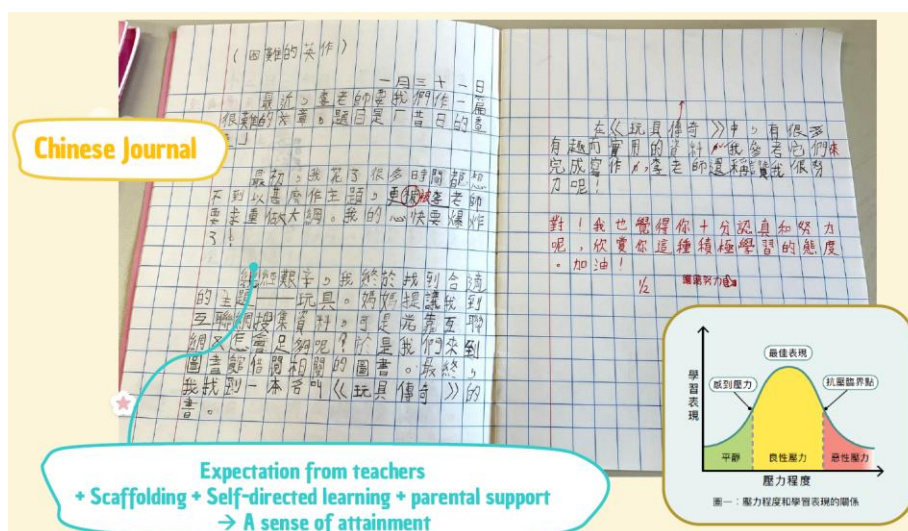 (困難的英作)
一月三十一日
最近,李老師要我們作一篇
很難的文章。題目是「昔日的
」
最初,我花了很多時間都想
不到以甚麼作主題,更被李老師
要求重做大綱。我的心快要爆炸
了!
經艱辛,我終於找到合適
的主題——玩具。媽媽提議我到
互聯網搜集資料。可是光靠互聯
網又怎會足夠呢?於是我們來到
圖書館借閱相關的圖書。最終,
我找到一本名叫《玩具傳奇》的
書。
在《玩具傳奇》中,有很多
有趣而實用的資料,我參考它們來
完成寫作,李老師還稱讚我很努
力呢!
對!我也覺得你十分認真和努力
呢,欣賞你這種積極學習的態度
。加油!
1/2
繼續努力
Chinese Journal
Expectation from teachers
+ Scaffolding + Self-directed learning + parental support
→ A sense of attainment
學習表現
最佳表現
感到壓力
抗壓臨界點
平靜
良性壓力
惡性壓力
壓力程度
圖一:壓力程度和學習表現的關係